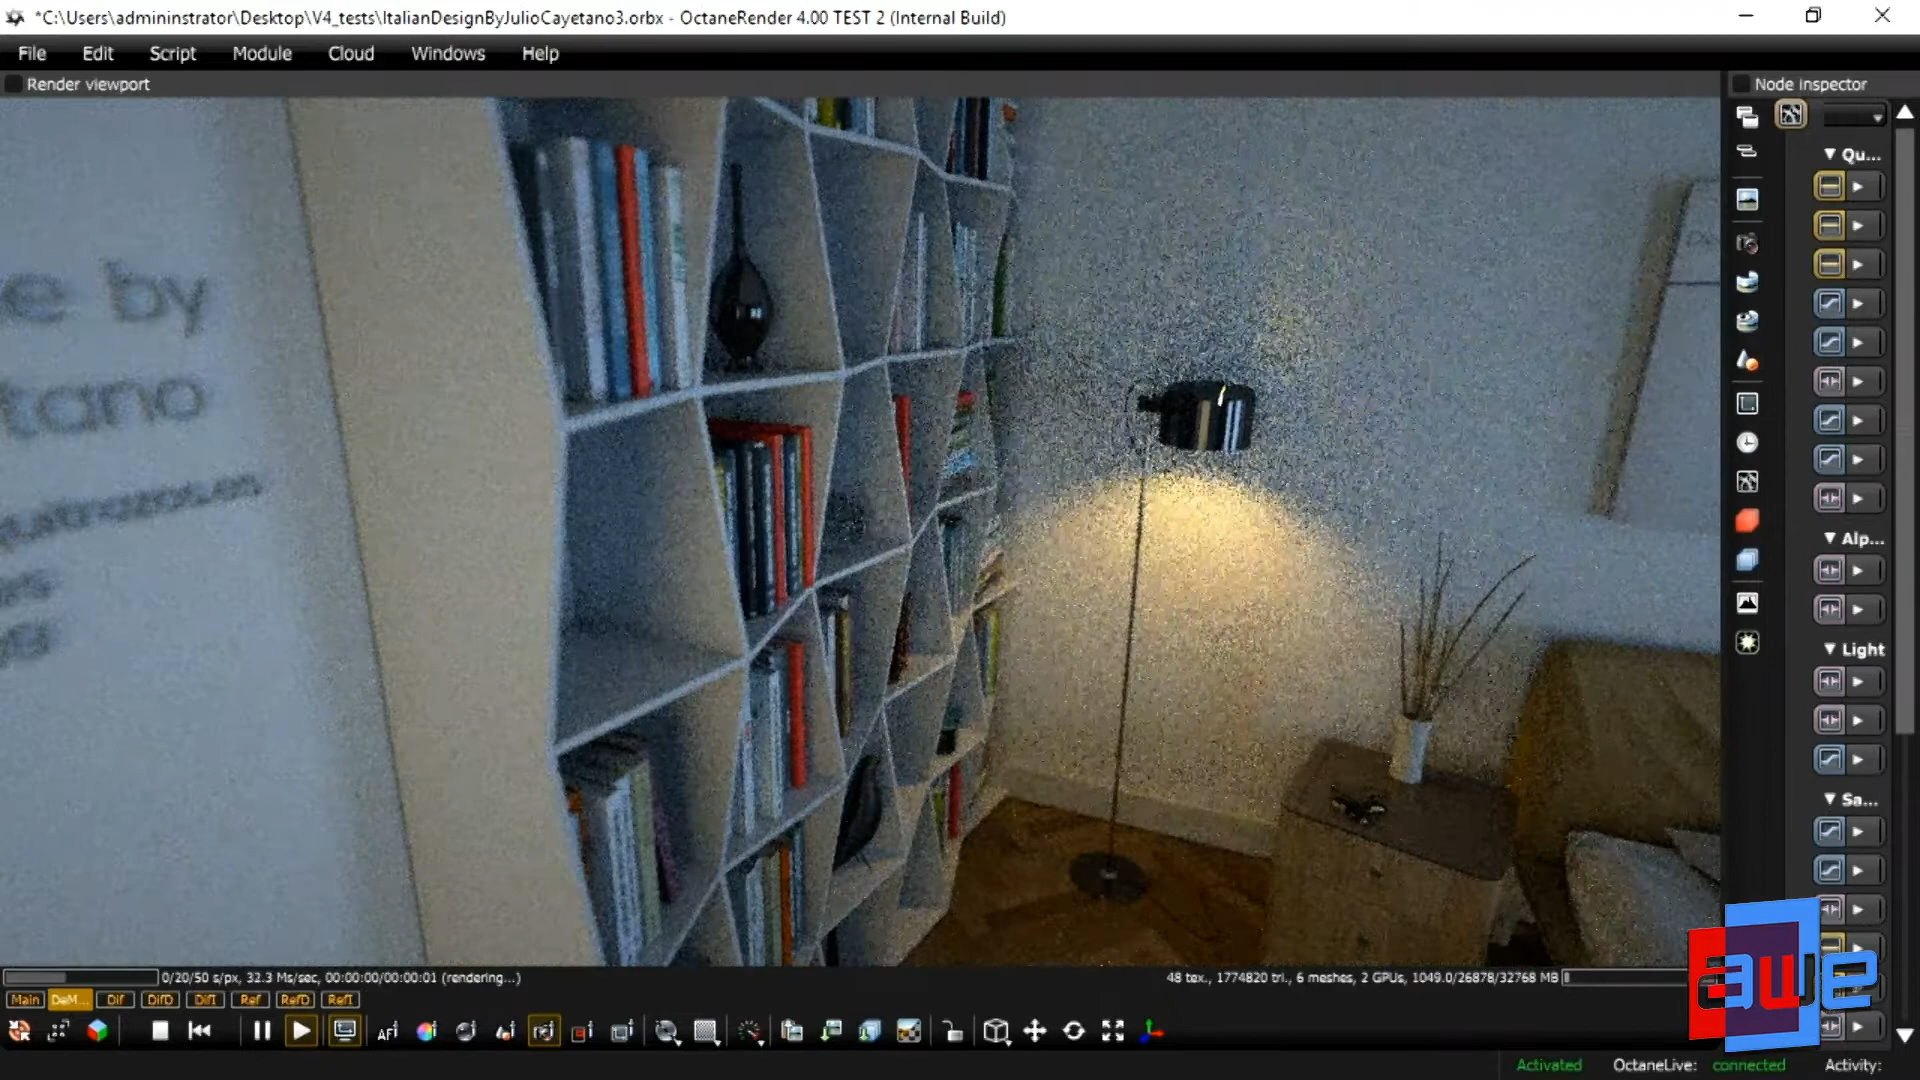 *C:\Users\admininstrator\Desktop\V4_tests\ItalianDesignByJulioCayetano3.orbx - OctaneRender 4.00 TEST 2 (Internal Build)
File Edit Script Module Cloud Windows Help
Render viewport
Node inspector
Qu...
e by
tano
Alp...
Light
Sa...
0/20/50 s/px, 32.3 Ms/sec, 00:00:00/00:00:01 (rendering...)
48 tex., 1774820 tri., 6 meshes, 2 GPUs, 1049.0/26878/32768 MB
Main DeM... Dif DifD DifI Ref RefD RefI
AF
awe
Activated OctaneLive: connected Activity: